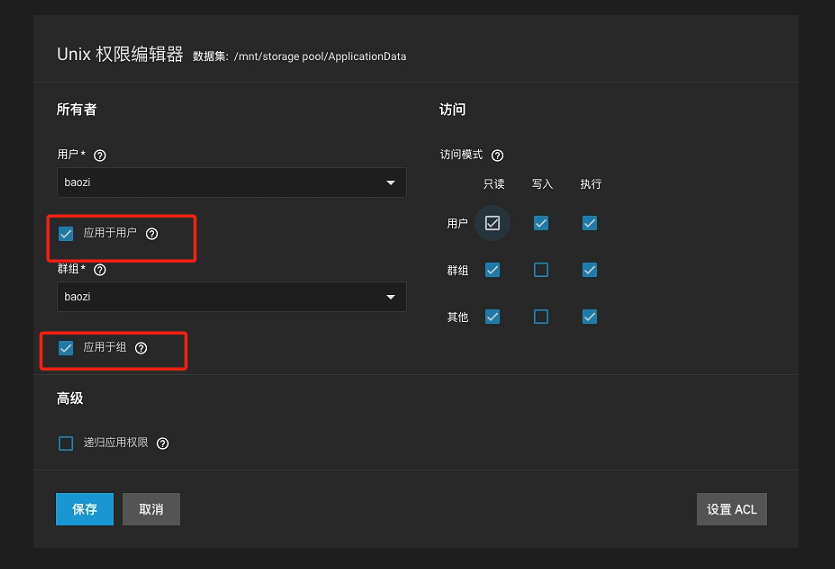 Unix 权限编辑器 数据集: /mnt/storage pool/ApplicationData
所有者
用户*
baozi
应用于用户
群组*
baozi
应用于组
访问
访问模式
只读 写入 执行
用户
群组
其他
高级
递归应用权限
保存 取消 设置 ACL